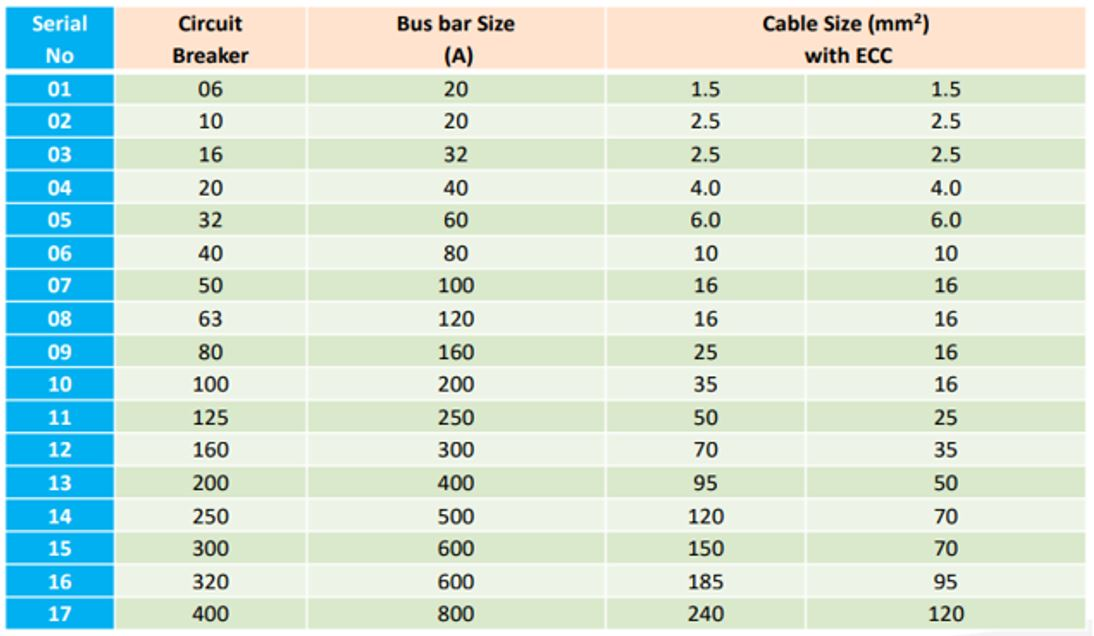 Serial No Circuit Breaker Bus bar Size (A) Cable Size (mm²) with ECC
01 06 20 1.5 1.5
02 10 20 2.5 2.5
03 16 32 2.5 2.5
04 20 40 4.0 4.0
05 32 60 6.0 6.0
06 40 80 10 10
07 50 100 16 16
08 63 120 16 16
09 80 160 25 16
10 100 200 35 16
11 125 250 50 25
12 160 300 70 35
13 200 400 95 50
14 250 500 120 70
15 300 600 150 70
16 320 600 185 95
17 400 800 240 120